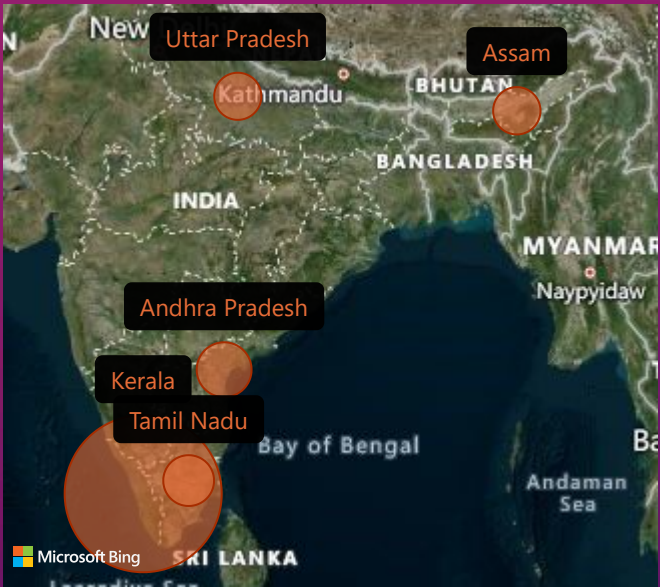 New Delhi
N
Uttar Pradesh
Assam
Kathmandu
BHUTAN
BANGLADESH
INDIA
MYANMAR
Naypyidaw
Andhra Pradesh
Kerala
Tamil Nadu
Bay of Bengal
Ba
Andaman
Sea
Microsoft Bing
SRI LANKA